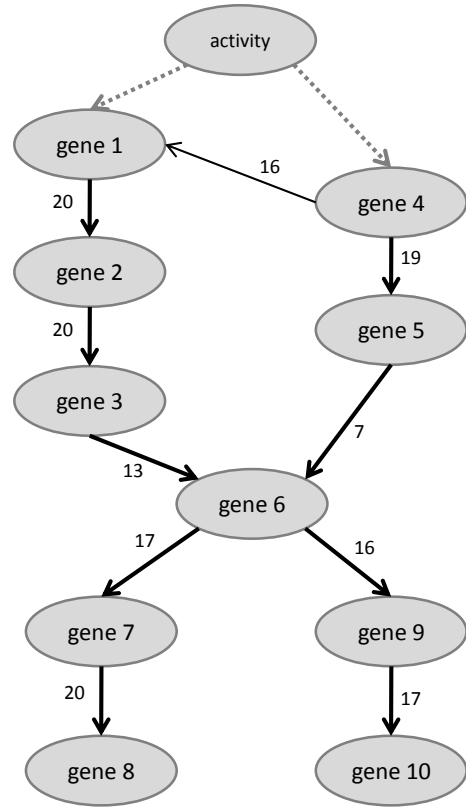 activity
gene 1
16
gene 4
20
19
gene 2
gene 5
20
gene 3
7
13
gene 6
17
16
gene 7
gene 9
20
17
gene 8
gene 10